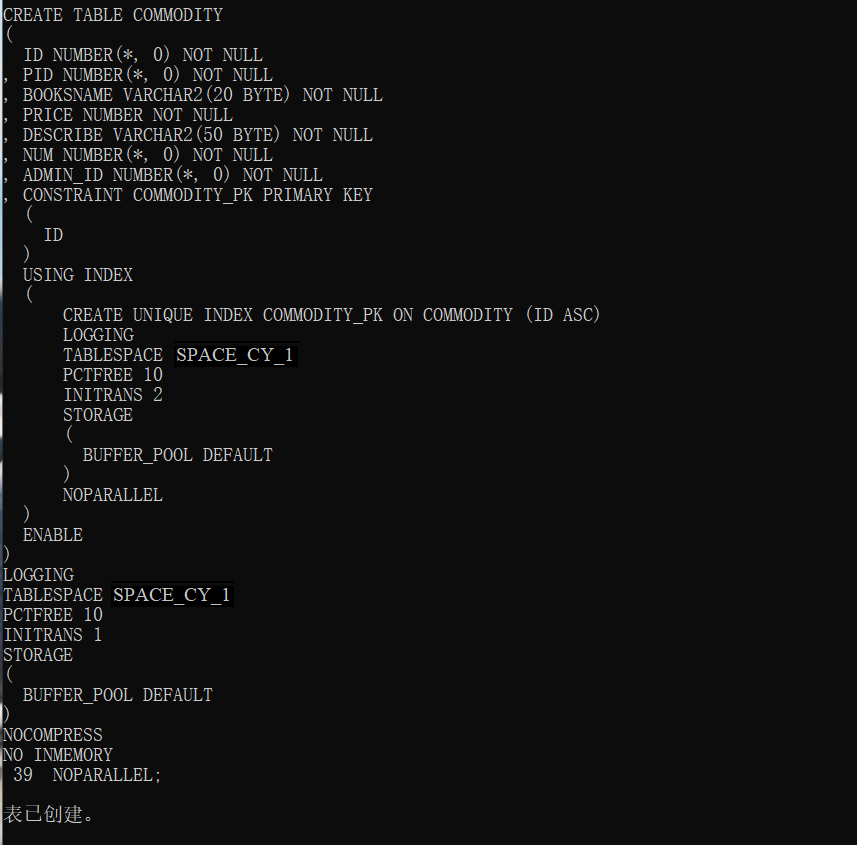 CREATE TABLE COMMODITY
(
  ID NUMBER(*, 0) NOT NULL
, PID NUMBER(*, 0) NOT NULL
, BOOKSNAME VARCHAR2(20 BYTE) NOT NULL
, PRICE NUMBER NOT NULL
, DESCRIBE VARCHAR2(50 BYTE) NOT NULL
, NUM NUMBER(*, 0) NOT NULL
, ADMIN_ID NUMBER(*, 0) NOT NULL
, CONSTRAINT COMMODITY_PK PRIMARY KEY
  (
    ID
  )
  USING INDEX
  (
      CREATE UNIQUE INDEX COMMODITY_PK ON COMMODITY (ID ASC)
      LOGGING
      TABLESPACE SPACE_CY_1
      PCTFREE 10
      INITRANS 2
      STORAGE
      (
        BUFFER_POOL DEFAULT
      )
      NOPARALLEL
  )
  ENABLE
)
LOGGING
TABLESPACE SPACE_CY_1
PCTFREE 10
INITRANS 1
STORAGE
(
  BUFFER_POOL DEFAULT
)
NOCOMPRESS
NO INMEMORY
 39  NOPARALLEL;
表已创建。